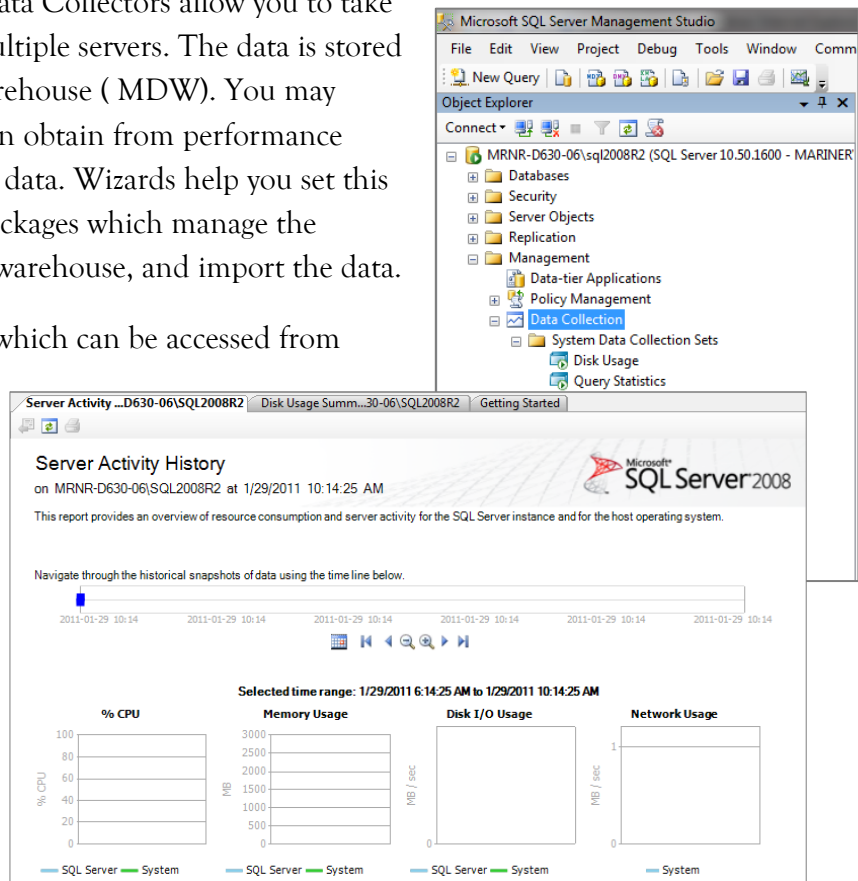 ata Collectors allow you to take
ultiple servers. The data is stored
rehouse ( MDW). You may
n obtain from performance
data. Wizards help you set this
ckages which manage the
warehouse, and import the data.
which can be accessed from
Microsoft SQL Server Management Studio
File Edit View Project Debug Tools Window Comm
New Query
Object Explorer
Connect
MRNR-D630-06\sql2008R2 (SQL Server 10.50.1600 - MARINER
Databases
Security
Server Objects
Replication
Management
Data-tier Applications
Policy Management
Data Collection
System Data Collection Sets
Disk Usage
Query Statistics
Server Activity ...D630-06\SQL2008R2 Disk Usage Summ...30-06\SQL2008R2 Getting Started
Server Activity History
on MRNR-D630-06\SQL2008R2 at 1/29/2011 10:14:25 AM
Microsoft
SQL Server 2008
This report provides an overview of resource consumption and server activity for the SQL Server instance and for the host operating system.
Navigate through the historical snapshots of data using the time line below.
2011-01-29 10:14 2011-01-29 10:14 2011-01-29 10:14 2011-01-29 10:14 2011-01-29 10:14 2011-01-29 10:14
Selected time range: 1/29/2011 6:14:25 AM to 1/29/2011 10:14:25 AM
% CPU
100
80
60
40
20
0
% CPU
SQL Server System
Memory Usage
3000
2500
2000
1500
1000
500
0
MB
SQL Server System
Disk I/O Usage
0
MB / sec
SQL Server System
Network Usage
1
0
MB / sec
System